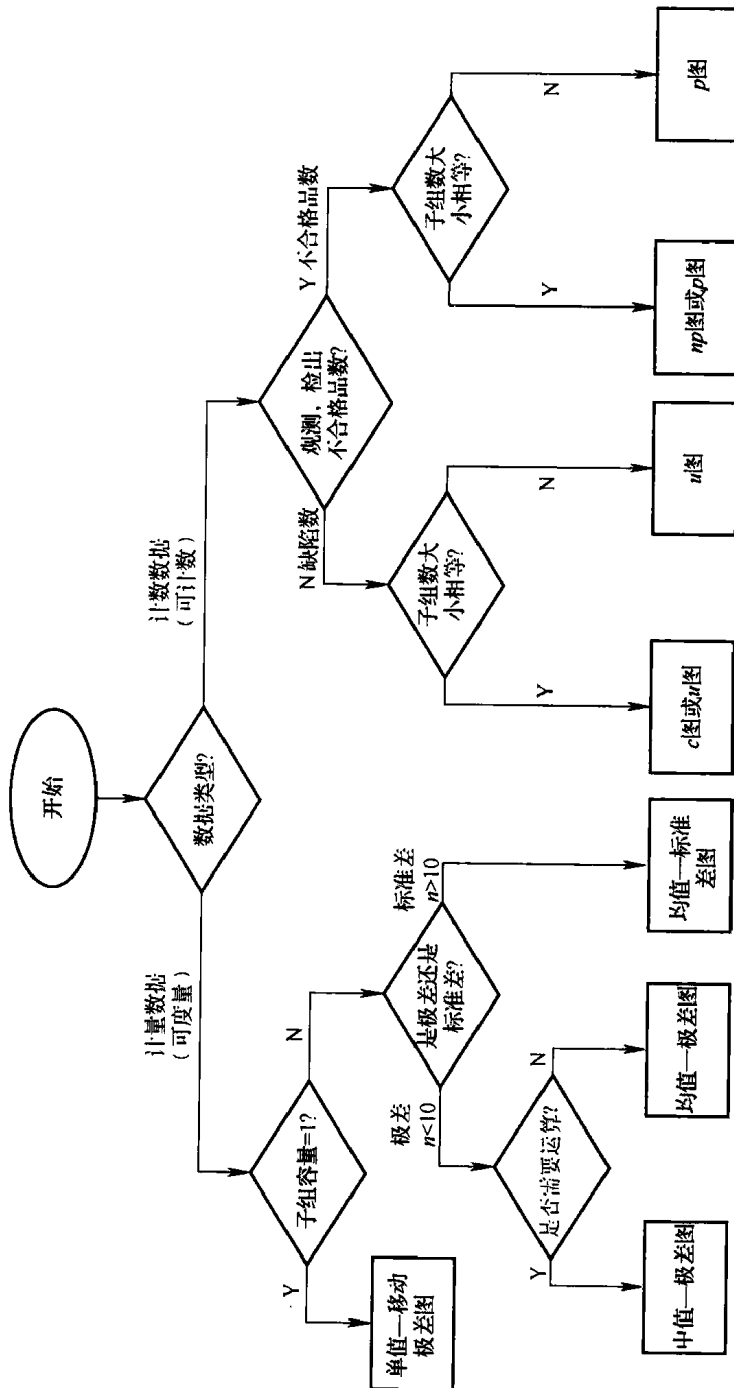 开始
数据类型?
计量数据
(可度量)
计数数据
(可计数)
子组容量=1?
Y
N
单值—移动
极差图
是极差还是
标准差?
极差
n<10
标准差
n>10
是否需要运算?
Y
N
中值—极差图
均值—极差图
均值—标准
差图
观测,检出
不合格品数?
N 缺陷数
Y 不合格品数
子组数大
小相等?
Y
N
c图或u图
u图
子组数大
小相等?
Y
N
np图或p图
p图